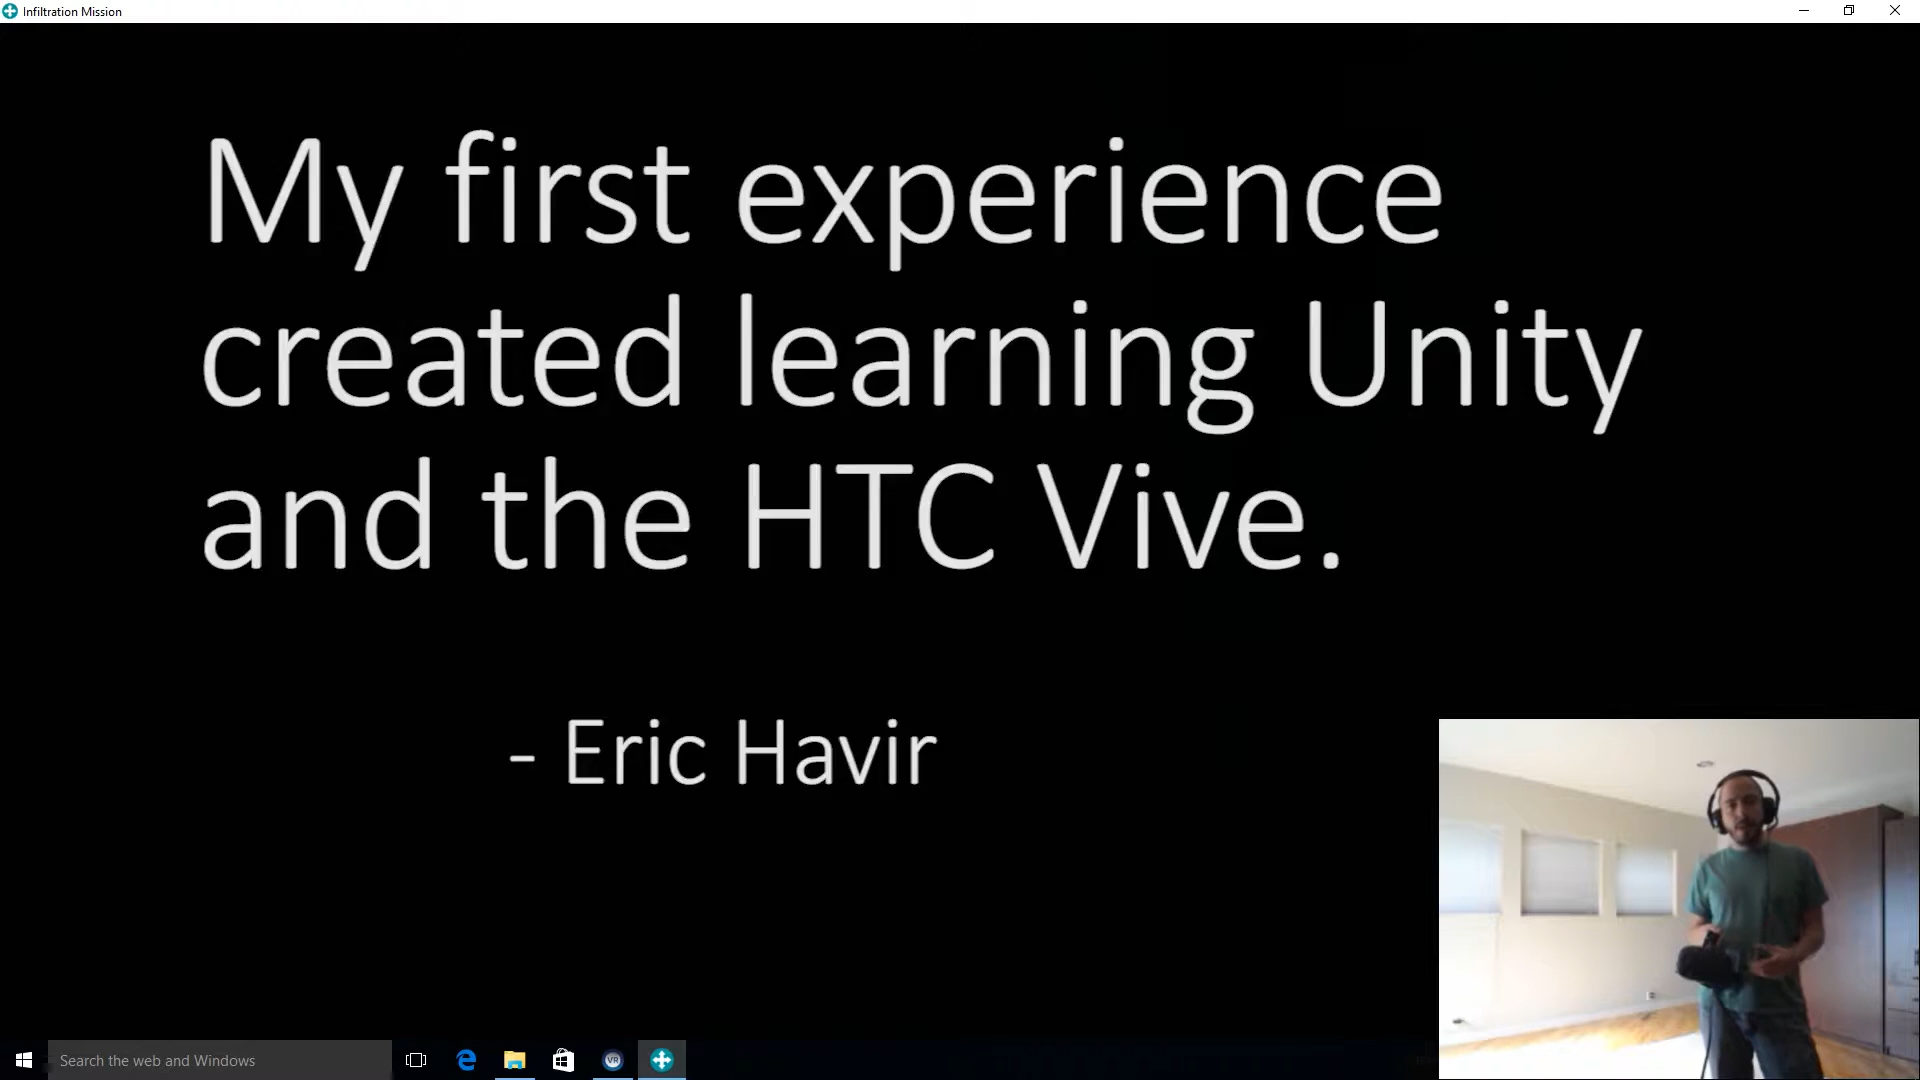 Infiltration Mission
My first experience
created learning Unity
and the HTC Vive.
- Eric Havir
Search the web and Windows
VR